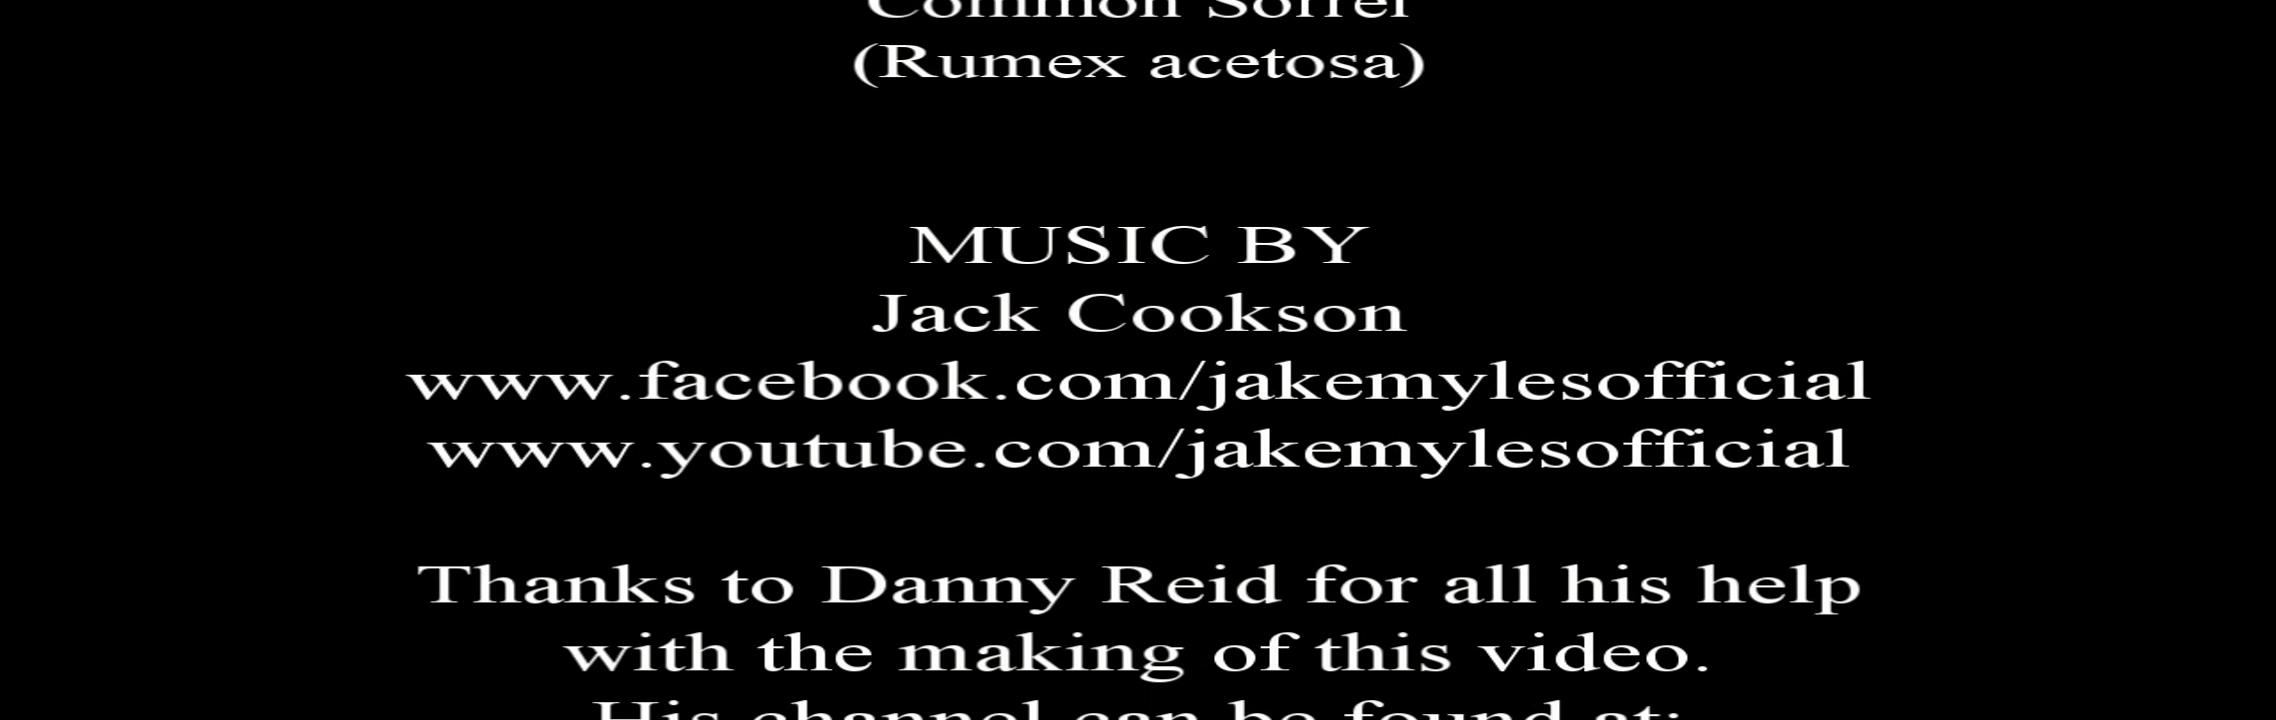 Common Sorrel
(Rumex acetosa)
MUSIC BY
Jack Cookson
www.facebook.com/jakemylesofficial
www.youtube.com/jakemylesofficial
Thanks to Danny Reid for all his help
with the making of this video.
His channel can be found at: